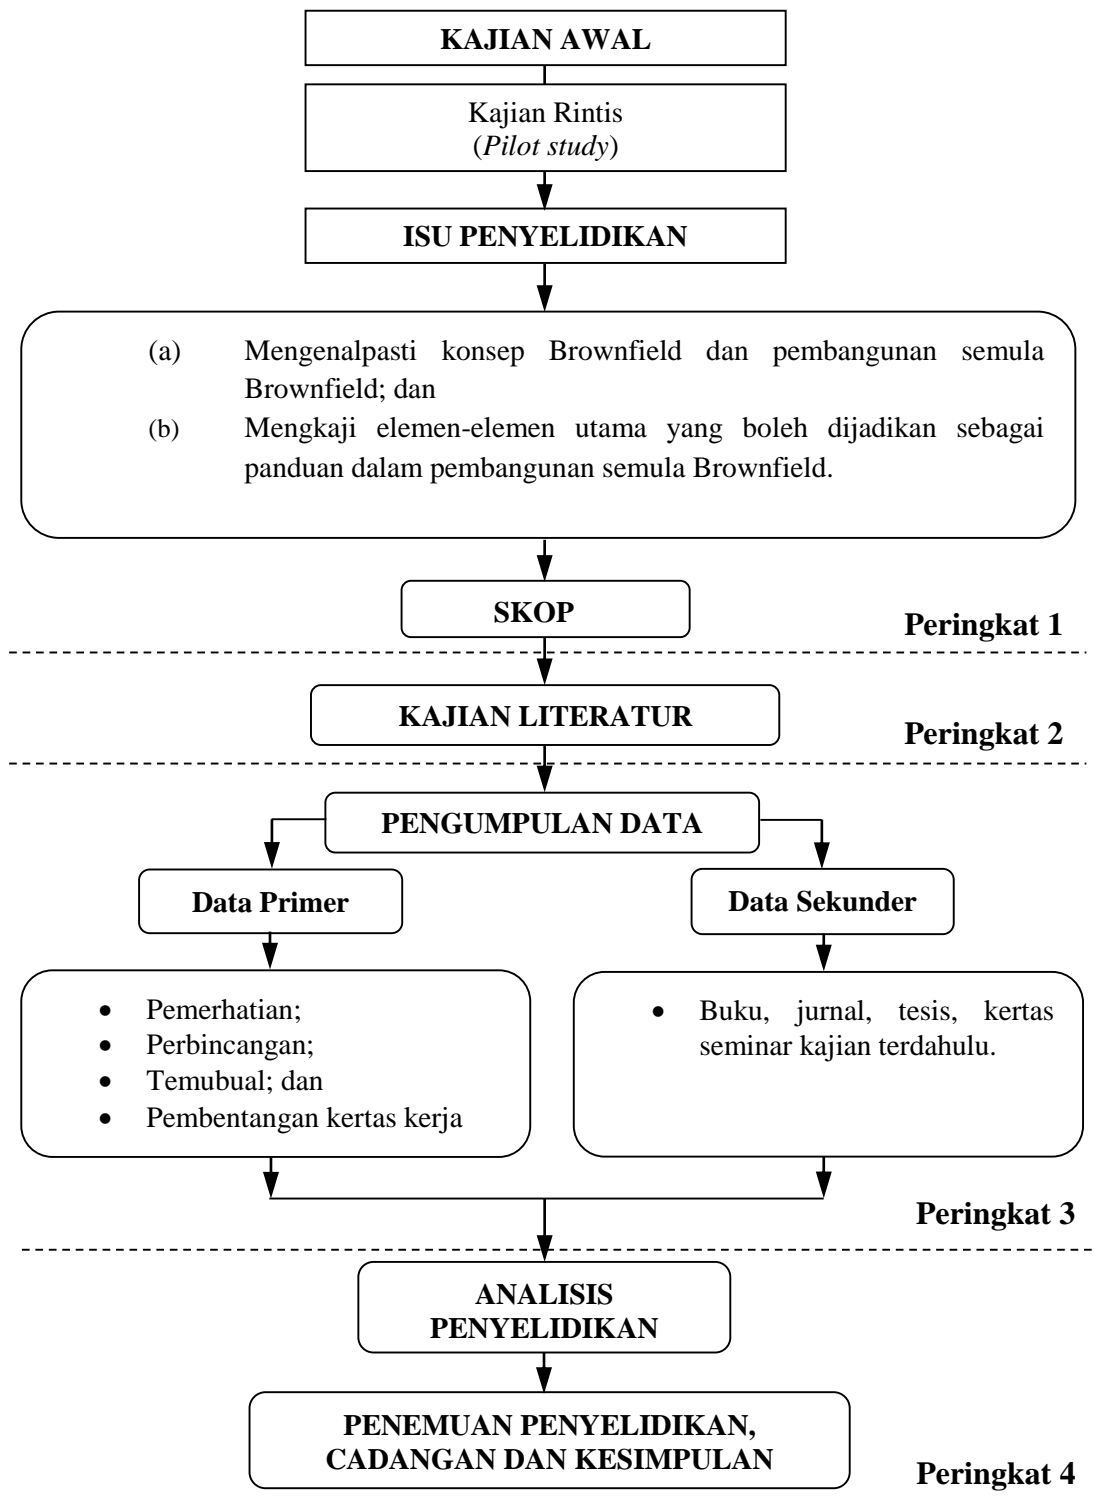 KAJIAN AWAL
Kajian Rintis
(Pilot study)
ISU PENYELIDIKAN
(a) Mengenalpasti konsep Brownfield dan pembangunan semula
Brownfield; dan
(b) Mengkaji elemen-elemen utama yang boleh dijadikan sebagai
panduan dalam pembangunan semula Brownfield.
SKOP
Peringkat 1
KAJIAN LITERATUR
Peringkat 2
PENGUMPULAN DATA
Data Primer
Data Sekunder
• Pemerhatian;
• Perbincangan;
• Temubual; dan
• Pembentangan kertas kerja
• Buku, jurnal, tesis, kertas
seminar kajian terdahulu.
Peringkat 3
ANALISIS
PENYELIDIKAN
PENEMUAN PENYELIDIKAN,
CADANGAN DAN KESIMPULAN
Peringkat 4